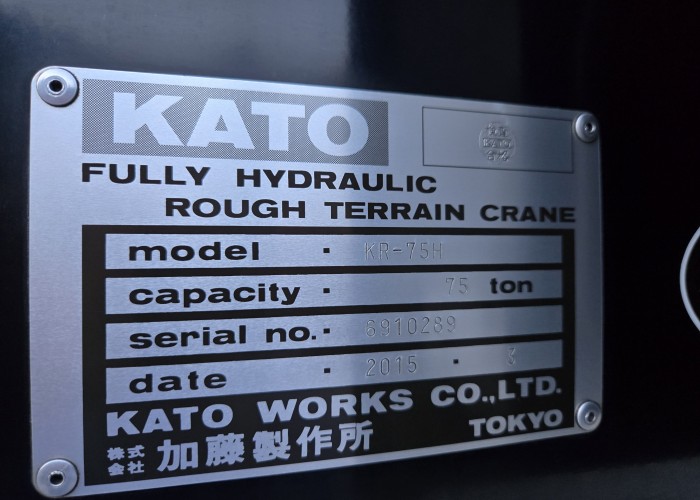 KATO
FULLY HYDRAULIC
ROUGH TERRAIN CRANE
model · KR-75H
capacity · 75 ton
serial no. · 6910289
date · 2015 · 3
KATO WORKS CO.,LTD.
株式会社 加藤製作所 TOKYO